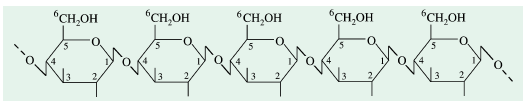 6CH2OH 6CH2OH 6CH2OH 6CH2OH 6CH2OH
5 O 5 O 5 O 5 O 5 O
O 4 1 O 4 1 O 4 1 O 4 1 O 4 1 O
3 2 3 2 3 2 3 2 3 2